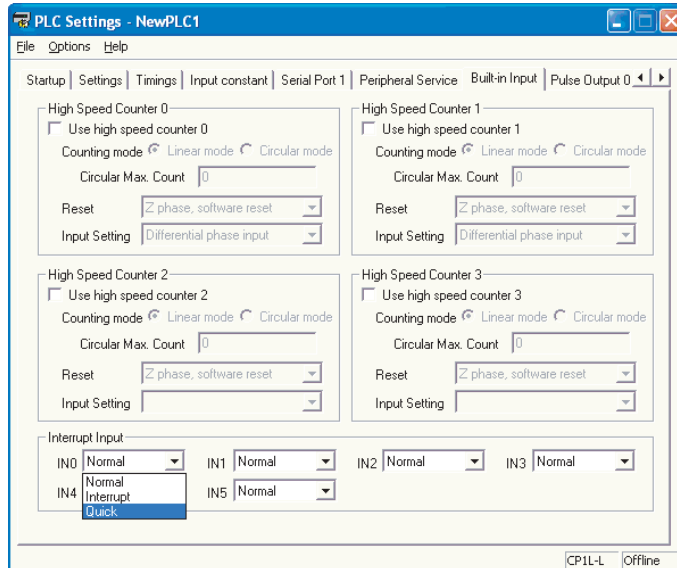 PLC Settings - NewPLC1
File Options Help
Startup Settings Timings Input constant Serial Port 1 Peripheral Service Built-in Input Pulse Output 0
High Speed Counter 0
Use high speed counter 0
Counting mode Linear mode Circular mode
Circular Max. Count 0
Reset Z phase, software reset
Input Setting Differential phase input
High Speed Counter 1
Use high speed counter 1
Counting mode Linear mode Circular mode
Circular Max. Count 0
Reset Z phase, software reset
Input Setting Differential phase input
High Speed Counter 2
Use high speed counter 2
Counting mode Linear mode Circular mode
Circular Max. Count 0
Reset Z phase, software reset
Input Setting
High Speed Counter 3
Use high speed counter 3
Counting mode Linear mode Circular mode
Circular Max. Count 0
Reset Z phase, software reset
Input Setting
Interrupt Input
IN0 Normal IN1 Normal IN2 Normal IN3 Normal
Normal
Interrupt
Quick
IN4 IN5 Normal
CP1L-L Offline